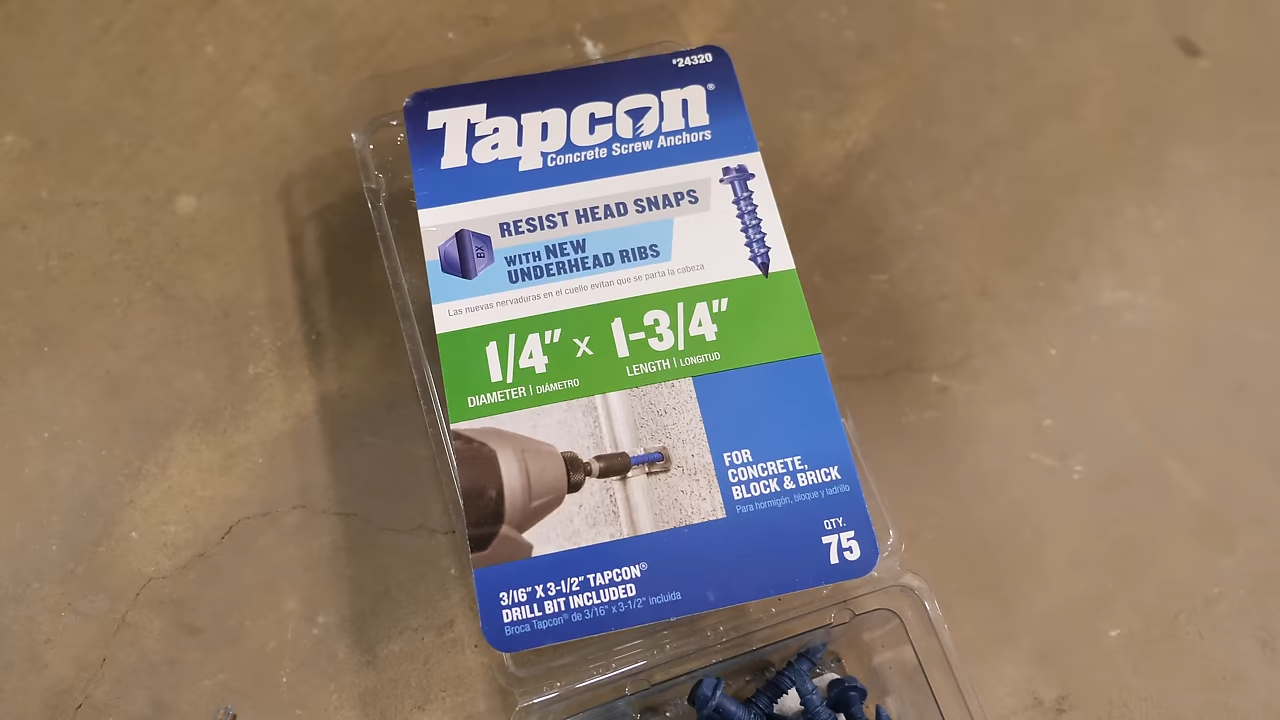 #24320
Tapcon®
Concrete Screw Anchors
RESIST HEAD SNAPS
BX
WITH NEW
UNDERHEAD RIBS
Las nuevas nervaduras en el cuello evitan que se parta la cabeza
1/4" x 1-3/4"
DIAMETER | DIÁMETRO LENGTH | LONGITUD
FOR
CONCRETE,
BLOCK & BRICK
Para hormigón, bloque y ladrillo
QTY.
75
3/16" X 3-1/2" TAPCON®
DRILL BIT INCLUDED
Broca Tapcon® de 3/16" x 3-1/2" incluida